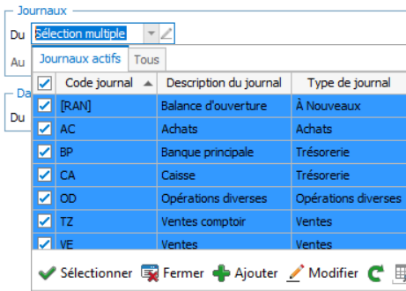 Journaux
Du Sélection multiple
Au Journaux actifs Tous
Code journal Description du journal Type de journal
Da
[RAN] Balance d'ouverture À Nouveaux
Du
AC Achats Achats
BP Banque principale Trésorerie
CA Caisse Trésorerie
OD Opérations diverses Opérations diverses
TZ Ventes comptoir Ventes
VE Ventes Ventes
Sélectionner Fermer Ajouter Modifier